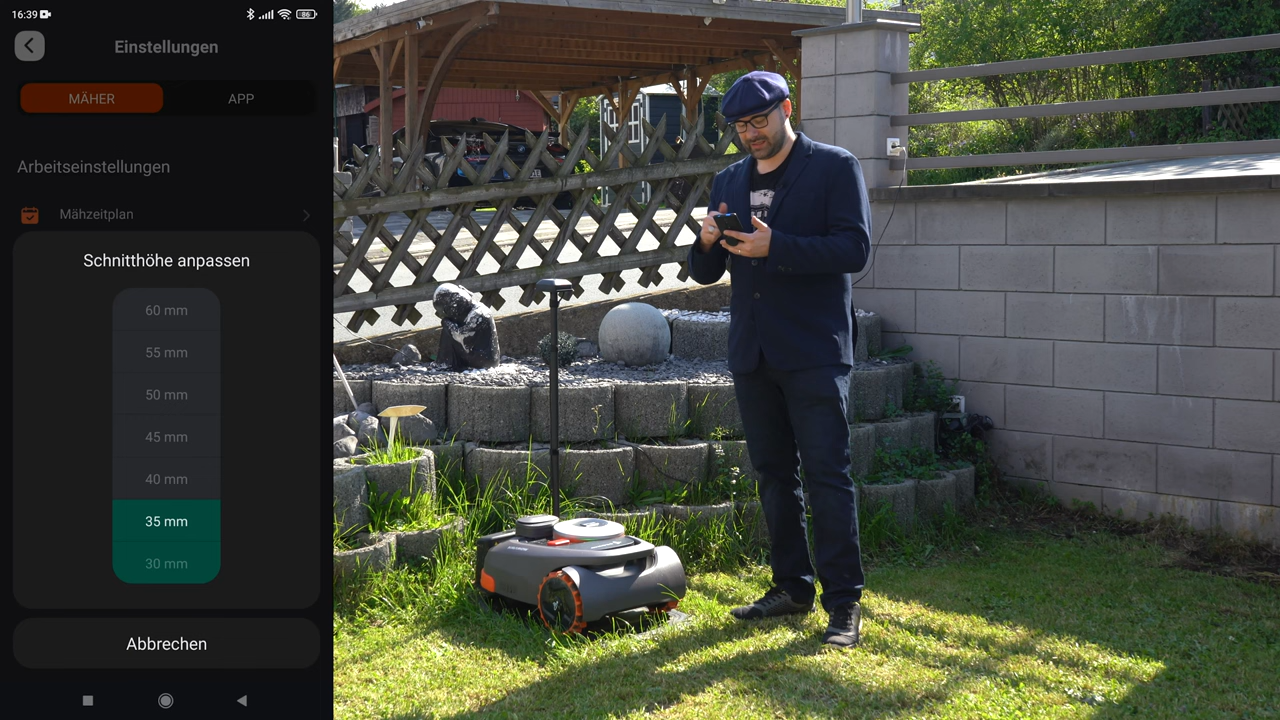 16:39
86
Einstellungen
MÄHER
APP
Arbeitseinstellungen
Mähzeitplan
Schnitthöhe anpassen
60 mm
55 mm
50 mm
45 mm
40 mm
35 mm
30 mm
Abbrechen